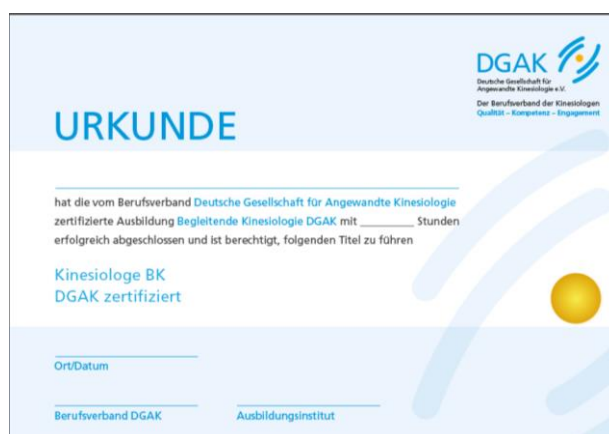 DGAK
Deutsche Gesellschaft für
Angewandte Kinesiologie e.V.
Der Berufsverband der Kinesiologen
Qualität – Kompetenz – Engagement
URKUNDE
hat die vom Berufsverband Deutsche Gesellschaft für Angewandte Kinesiologie
zertifizierte Ausbildung Begleitende Kinesiologie DGAK mit ________ Stunden
erfolgreich abgeschlossen und ist berechtigt, folgenden Titel zu führen
Kinesiologe BK
DGAK zertifiziert
Ort/Datum
Berufsverband DGAK Ausbildungsinstitut